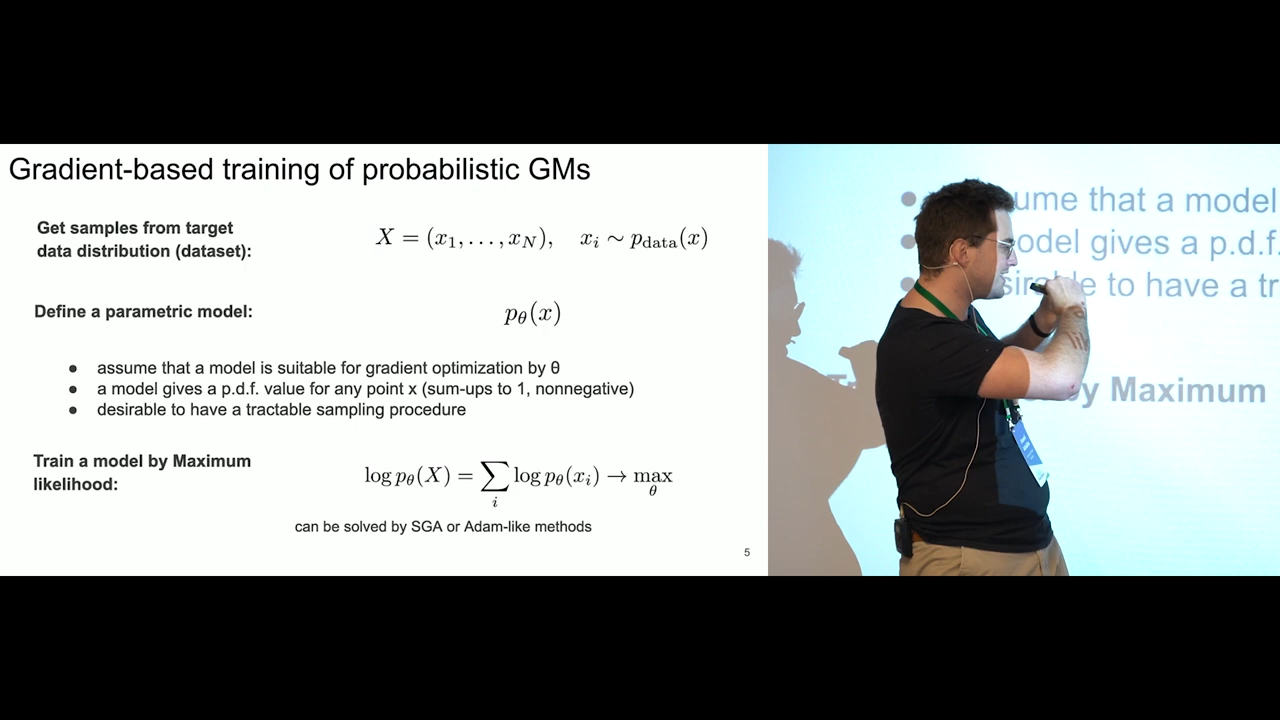 Gradient-based training of probabilistic GMs
Get samples from target
data distribution (dataset):
X = (x_1, . . . , x_N),    x_i ∼ p_data(x)
Define a parametric model:
p_θ(x)
● assume that a model is suitable for gradient optimization by θ
● a model gives a p.d.f. value for any point x (sum-ups to 1, nonnegative)
● desirable to have a tractable sampling procedure
Train a model by Maximum
likelihood:
log p_θ(X) = ∑_i log p_θ(x_i) → max_θ
can be solved by SGA or Adam-like methods
5
ume that a model
odel gives a p.d.f.
sirable to have a tr
by Maximum